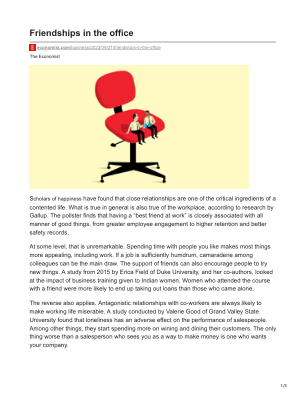 Friendships in the office
economist.com/business/2023/09/21/friendships-in-the-office
The Economist
Scholars of happiness have found that close relationships are one of the critical ingredients of a
contented life. What is true in general is also true of the workplace, according to research by
Gallup. The pollster finds that having a “best friend at work” is closely associated with all
manner of good things, from greater employee engagement to higher retention and better
safety records.
At some level, that is unremarkable. Spending time with people you like makes most things
more appealing, including work. If a job is sufficiently humdrum, camaraderie among
colleagues can be the main draw. The support of friends can also encourage people to try
new things. A study from 2015 by Erica Field of Duke University, and her co-authors, looked
at the impact of business training given to Indian women. Women who attended the course
with a friend were more likely to end up taking out loans than those who came alone.
The reverse also applies. Antagonistic relationships with co-workers are always likely to
make working life miserable. A study conducted by Valerie Good of Grand Valley State
University found that loneliness has an adverse effect on the performance of salespeople.
Among other things, they start spending more on wining and dining their customers. The only
thing worse than a salesperson who sees you as a way to make money is one who wants
your company.